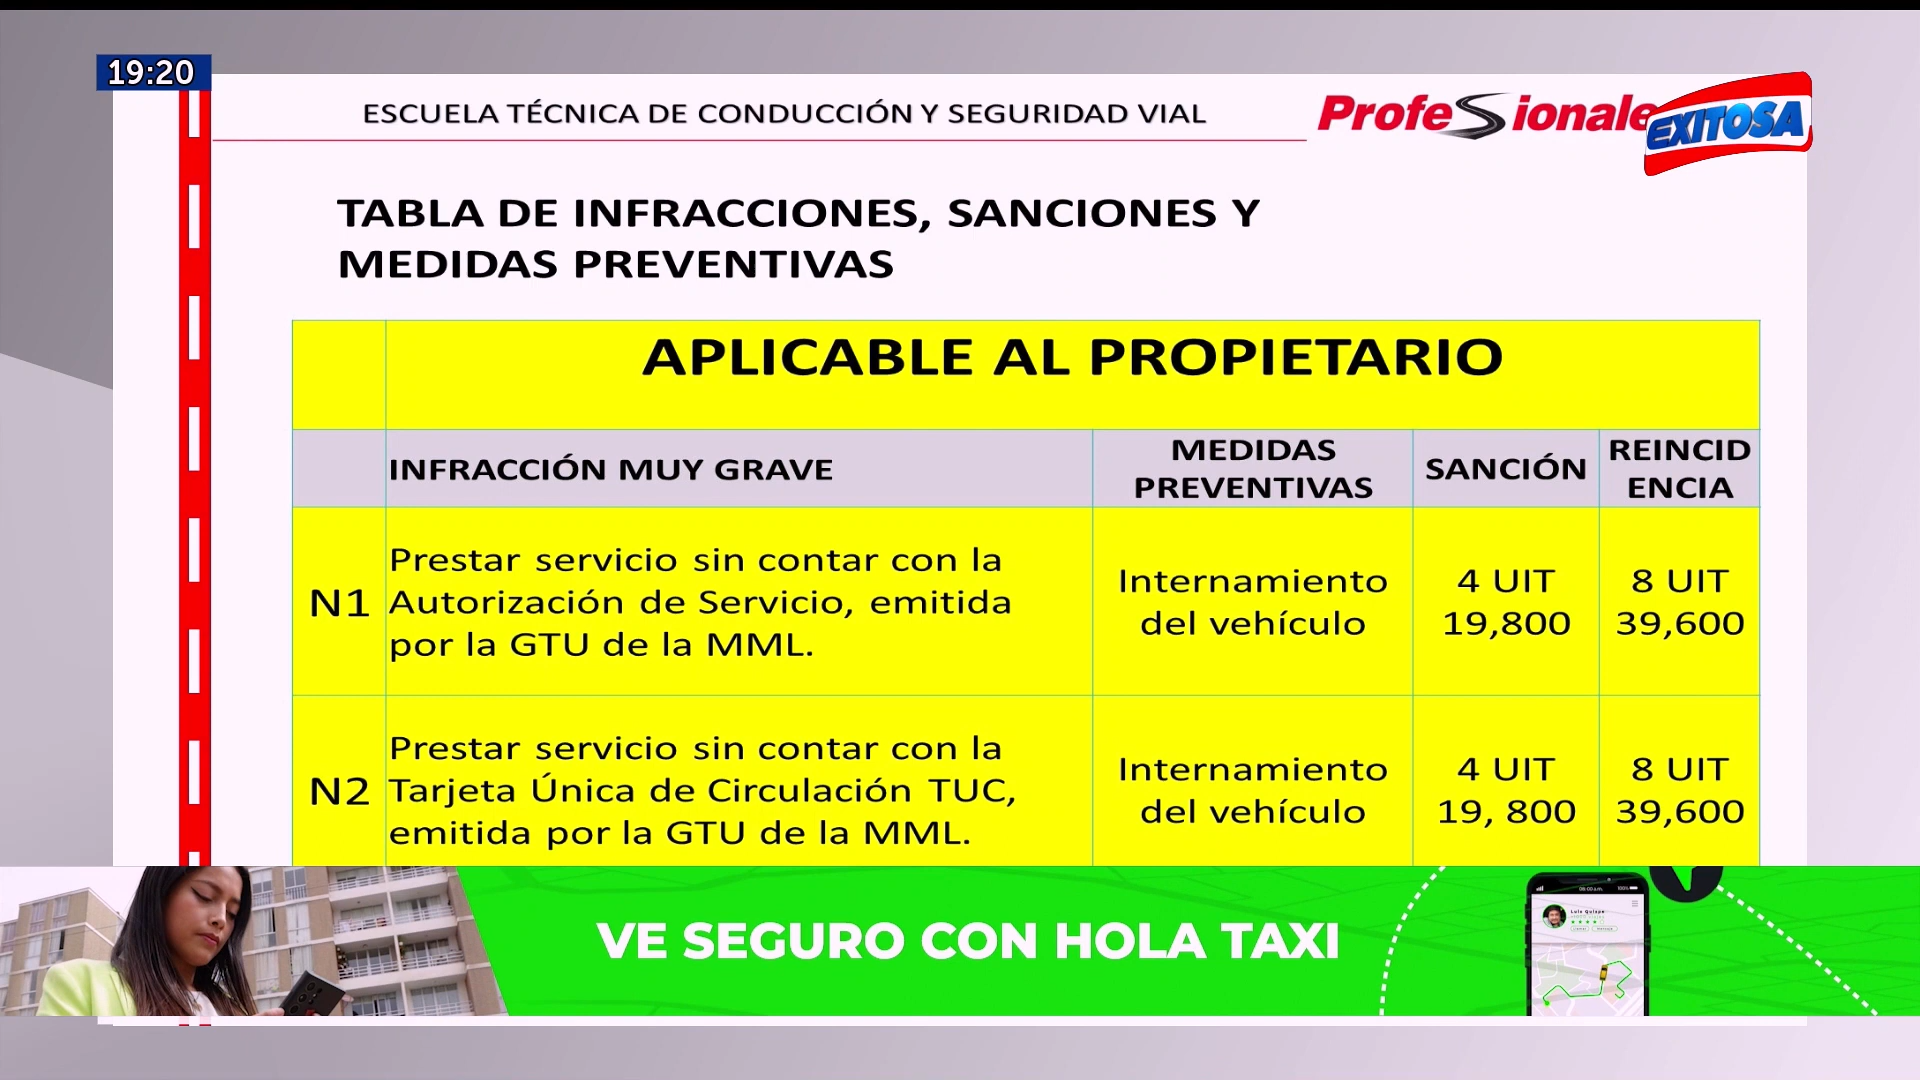 19:20
ESCUELA TÉCNICA DE CONDUCCIÓN Y SEGURIDAD VIAL
ProfeSionale
EXITOSA
TABLA DE INFRACCIONES, SANCIONES Y
MEDIDAS PREVENTIVAS
APLICABLE AL PROPIETARIO
INFRACCIÓN MUY GRAVE
MEDIDAS
PREVENTIVAS
SANCIÓN
REINCID
ENCIA
N1
Prestar servicio sin contar con la
Autorización de Servicio, emitida
por la GTU de la MML.
Internamiento
del vehículo
4 UIT
19,800
8 UIT
39,600
N2
Prestar servicio sin contar con la
Tarjeta Única de Circulación TUC,
emitida por la GTU de la MML.
Internamiento
del vehículo
4 UIT
19, 800
8 UIT
39,600
VE SEGURO CON HOLA TAXI
Luis Quispe